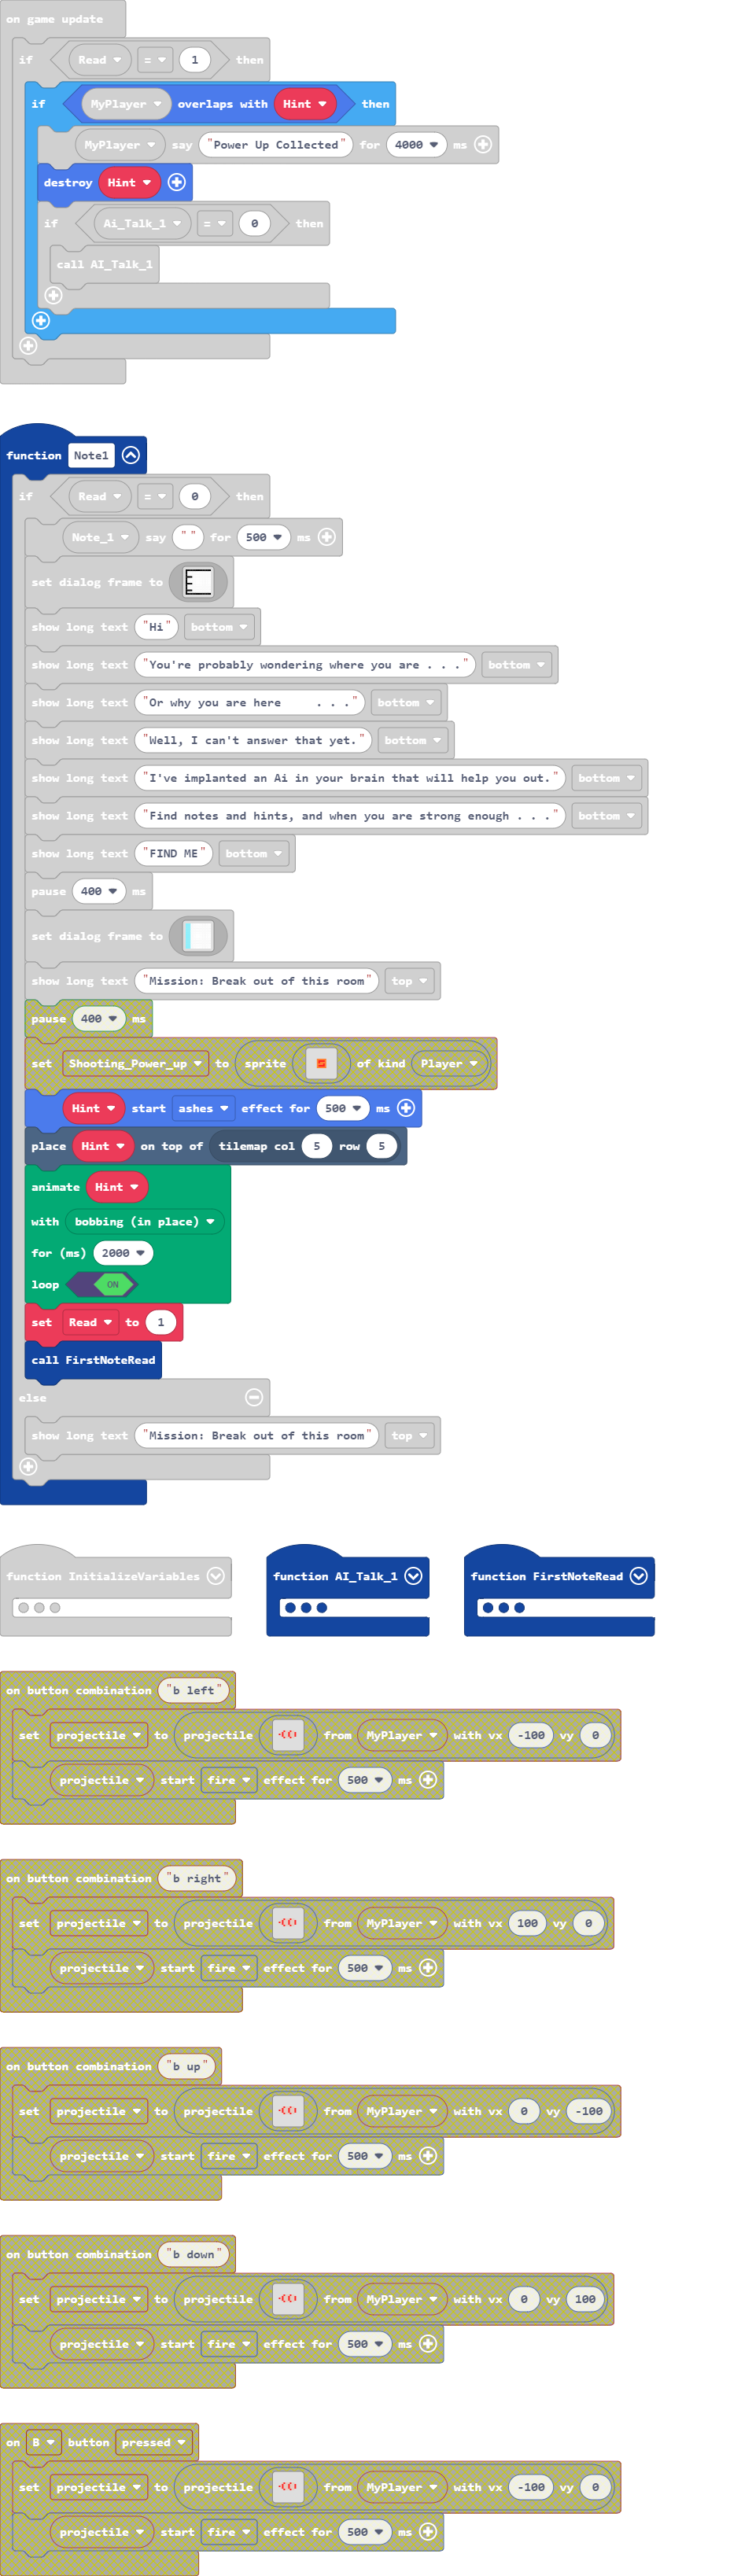 on game update
if Read = 1 then
if MyPlayer overlaps with Hint then
MyPlayer say "Power Up Collected" for 4000 ms
destroy Hint
if Ai_Talk_1 = 0 then
call AI_Talk_1
function Note1
if Read = 0 then
Note_1 say "" for 500 ms
set dialog frame to
show long text "Hi" bottom
show long text "You're probably wondering where you are . . ." bottom
show long text "Or why you are here     . . ." bottom
show long text "Well, I can't answer that yet." bottom
show long text "I've implanted an Ai in your brain that will help you out." bottom
show long text "Find notes and hints, and when you are strong enough . . ." bottom
show long text "FIND ME" bottom
pause 400 ms
set dialog frame to
show long text "Mission: Break out of this room" top
pause 400 ms
set Shooting_Power_up to sprite of kind Player
Hint start ashes effect for 500 ms
place Hint on top of tilemap col 5 row 5
animate Hint
with bobbing (in place)
for (ms) 2000
loop ON
set Read to 1
call FirstNoteRead
else
show long text "Mission: Break out of this room" top
function InitializeVariables function AI_Talk_1 function FirstNoteRead
on button combination "b left"
set projectile to projectile from MyPlayer with vx -100 vy 0
projectile start fire effect for 500 ms
on button combination "b right"
set projectile to projectile from MyPlayer with vx 100 vy 0
projectile start fire effect for 500 ms
on button combination "b up"
set projectile to projectile from MyPlayer with vx 0 vy -100
projectile start fire effect for 500 ms
on button combination "b down"
set projectile to projectile from MyPlayer with vx 0 vy 100
projectile start fire effect for 500 ms
on B button pressed
set projectile to projectile from MyPlayer with vx -100 vy 0
projectile start fire effect for 500 ms